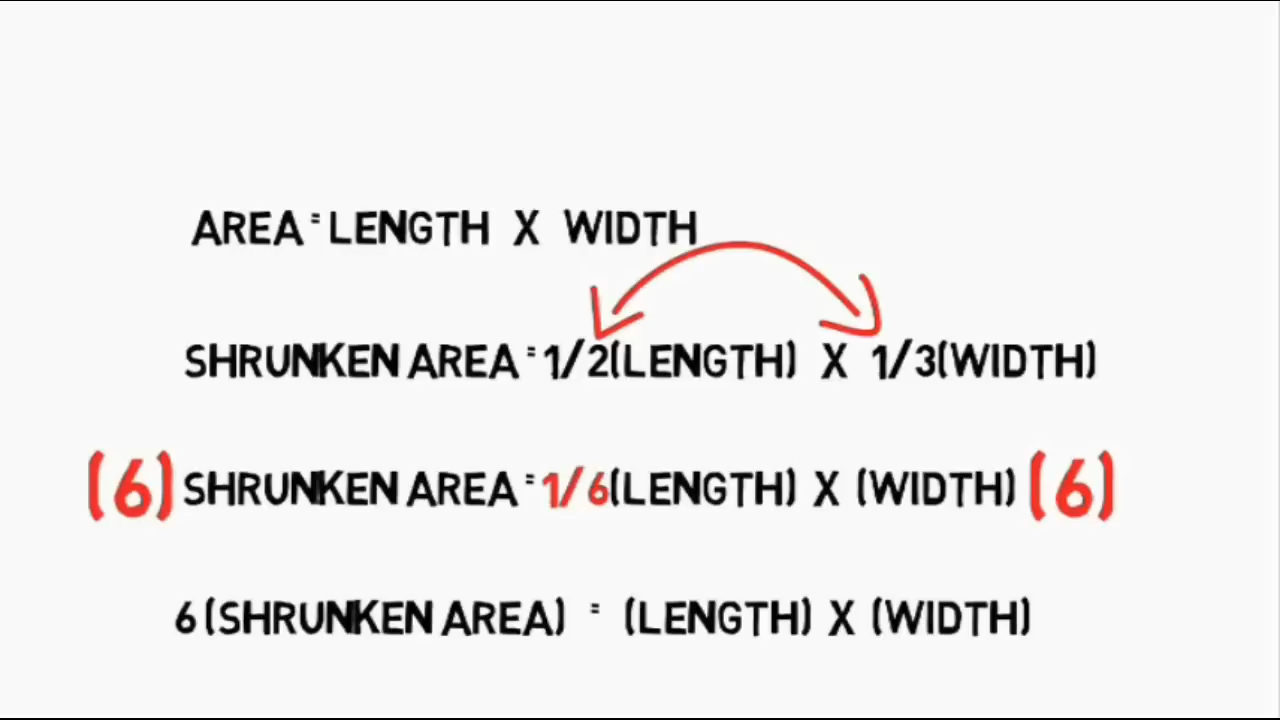 AREA = LENGTH X WIDTH
SHRUNKEN AREA = 1/2(LENGTH) X 1/3(WIDTH)
(6) SHRUNKEN AREA = 1/6(LENGTH) X (WIDTH) (6)
6 (SHRUNKEN AREA) = (LENGTH) X (WIDTH)